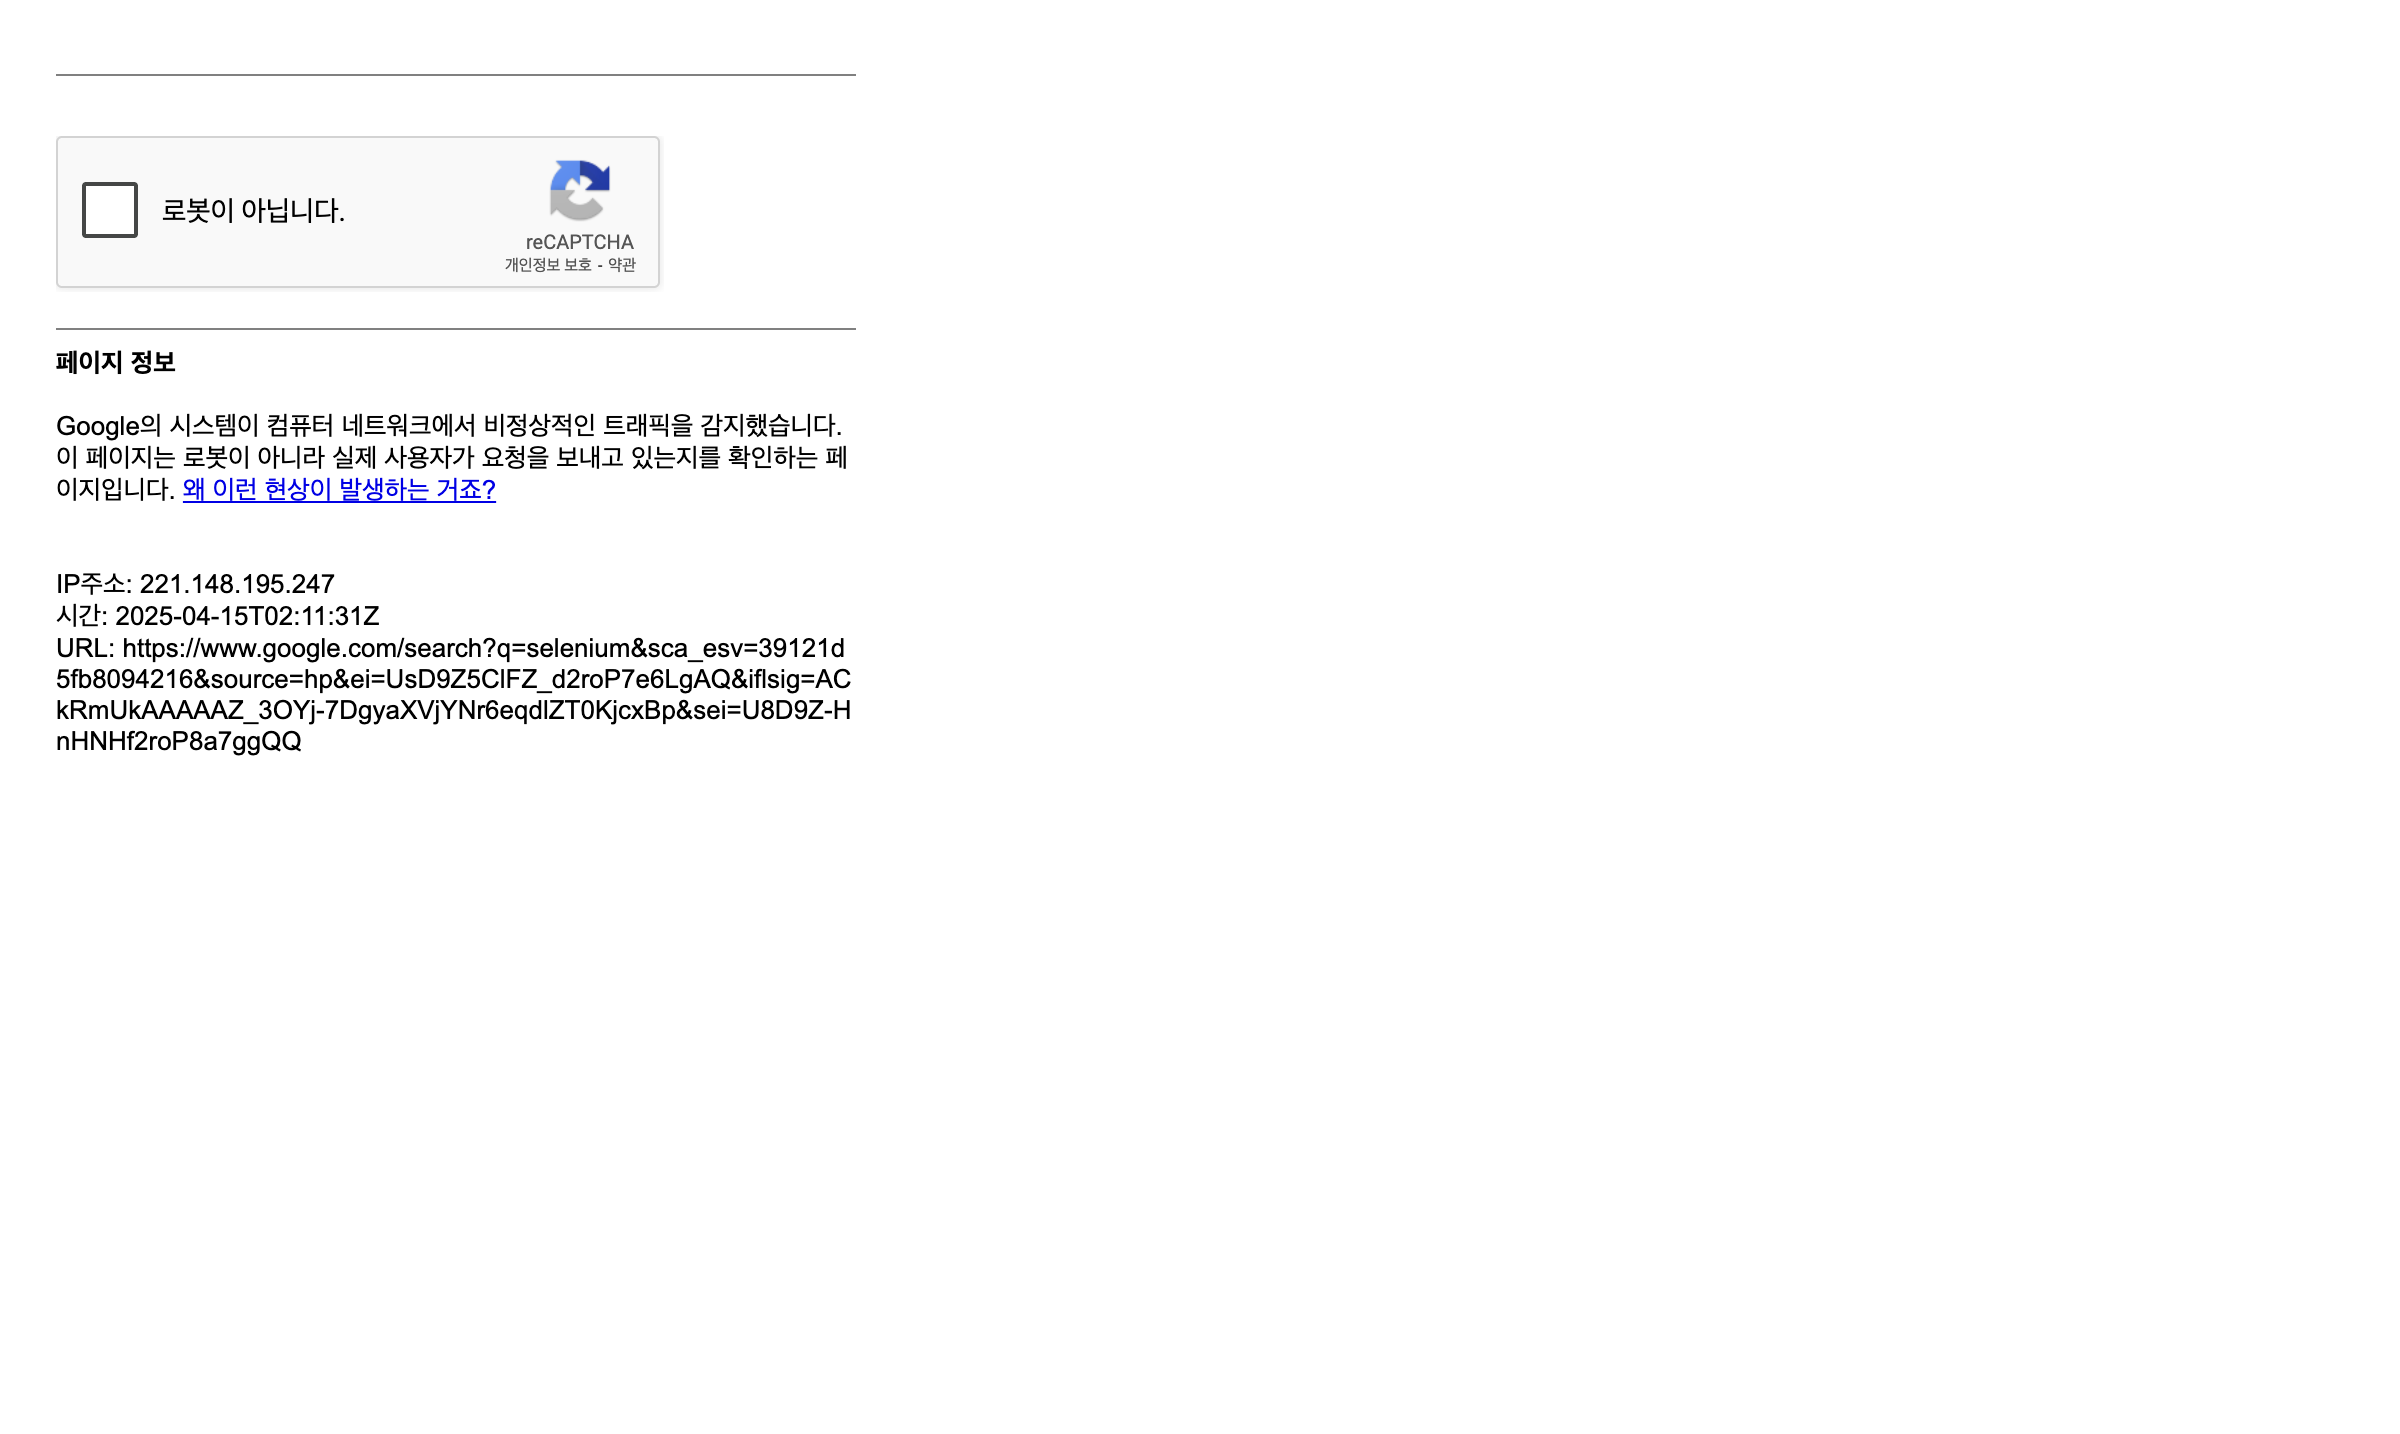 로봇이 아닙니다.
reCAPTCHA
개인정보 보호 - 약관
페이지 정보
Google의 시스템이 컴퓨터 네트워크에서 비정상적인 트래픽을 감지했습니다.
이 페이지는 로봇이 아니라 실제 사용자가 요청을 보내고 있는지를 확인하는 페
이지입니다. 왜 이런 현상이 발생하는 거죠?
IP주소: 221.148.195.247
시간: 2025-04-15T02:11:31Z
URL: https://www.google.com/search?q=selenium&sca_esv=39121d
5fb8094216&source=hp&ei=UsD9Z5ClFZ_d2roP7e6LgAQ&iflsig=AC
kRmUkAAAAAZ_3OYj-7DgyaXVjYNr6eqdlZT0KjcxBp&sei=U8D9Z-H
nHNHf2roP8a7ggQQ